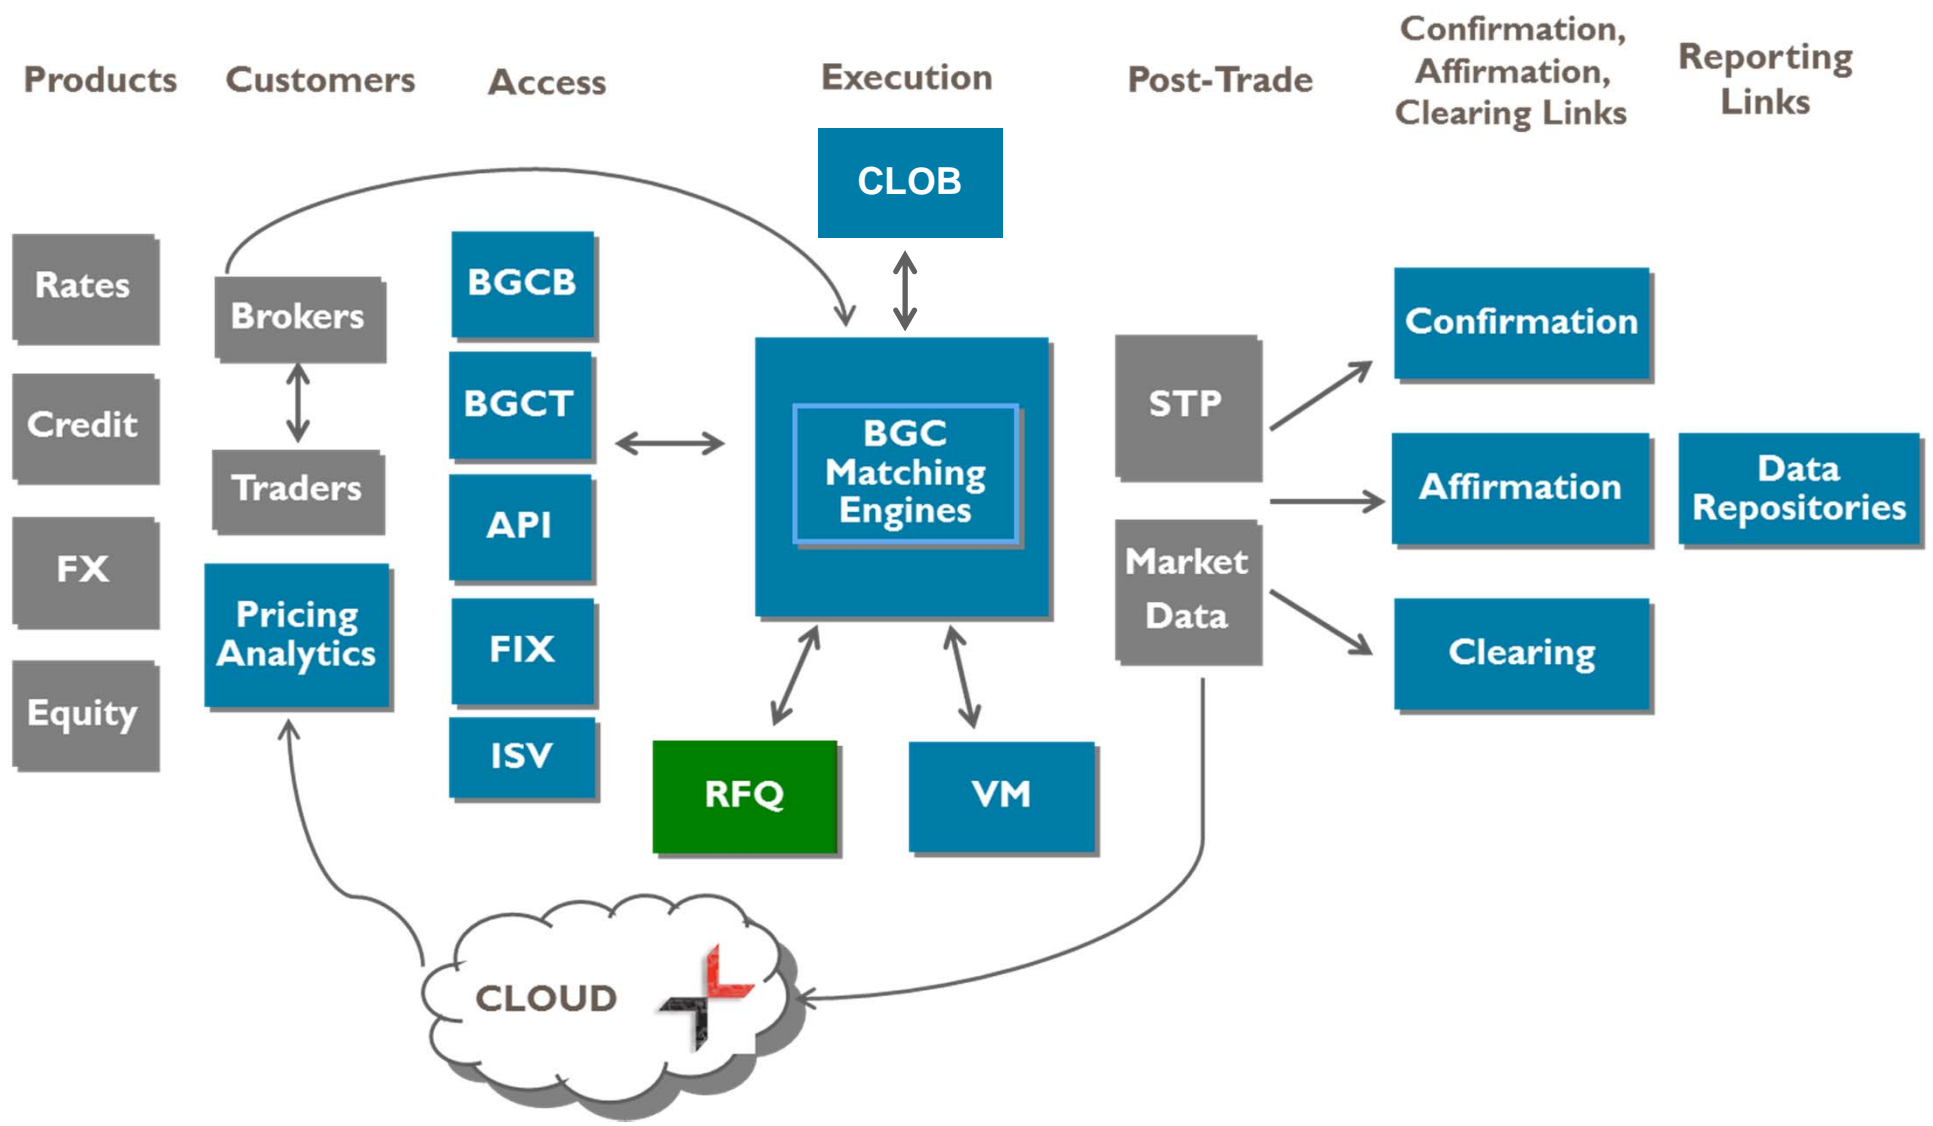 Products
Customers
Access
Execution
Post-Trade
Confirmation,
Affirmation,
Clearing Links
Reporting
Links
Rates
Credit
FX
Equity
Brokers
Traders
Pricing
Analytics
BGCB
BGCT
API
FIX
ISV
CLOB
BGC
Matching
Engines
RFQ
VM
STP
Market
Data
Confirmation
Affirmation
Clearing
Data
Repositories
CLOUD